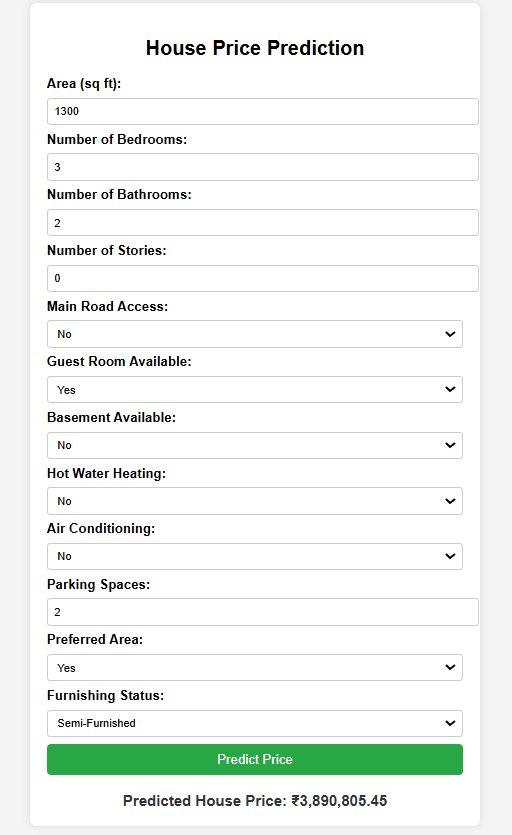 House Price Prediction
Area (sq ft):
1300
Number of Bedrooms:
3
Number of Bathrooms:
2
Number of Stories:
0
Main Road Access:
No
Guest Room Available:
Yes
Basement Available:
No
Hot Water Heating:
No
Air Conditioning:
No
Parking Spaces:
2
Preferred Area:
Yes
Furnishing Status:
Semi-Furnished
Predict Price
Predicted House Price: ₹3,890,805.45